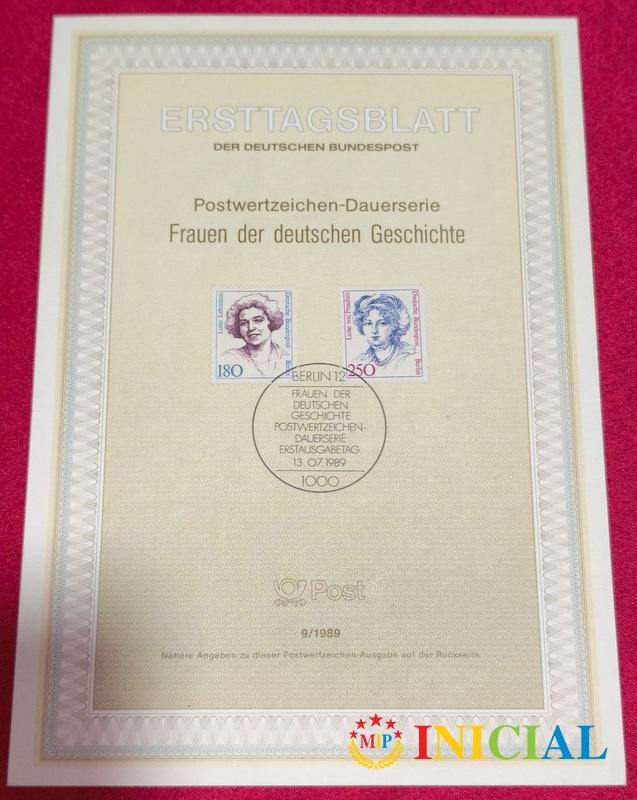 ERSTTAGSBLATT
DER DEUTSCHEN BUNDESPOST
Postwertzeichen-Dauerserie
Frauen der deutschen Geschichte
Lotte Lehmann
Deutsche Bundespost Berlin
180
Luise von Preußen
Deutsche Bundespost Berlin
250
BERLIN 12
FRAUEN DER
DEUTSCHEN
GESCHICHTE
POSTWERTZEICHEN-
DAUERSERIE
ERSTAUSGABETAG
13.07.1989
1000
Post
9/1989
Nähere Angaben zu dieser Postwertzeichen-Ausgabe auf der Rückseite.
MIP
INICIAL